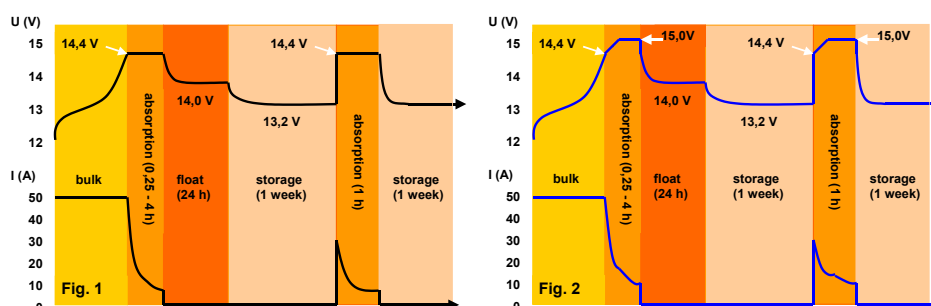 U (V)
15
14
13
12
14,4 V
14,0 V
13,2 V
14,4 V
I (A)
50
40
30
20
10
0
bulk
absorption (0,25 - 4 h)
float
(24 h)
storage
(1 week)
absorption (1 h)
storage
(1 week)
Fig. 1
U (V)
15
14
13
12
14,4 V
15,0V
14,0 V
13,2 V
14,4 V
15,0V
I (A)
50
40
30
20
10
0
bulk
absorption (0,25 - 4 h)
float
(24 h)
storage
(1 week)
absorption (1 h)
storage
(1 week)
Fig. 2